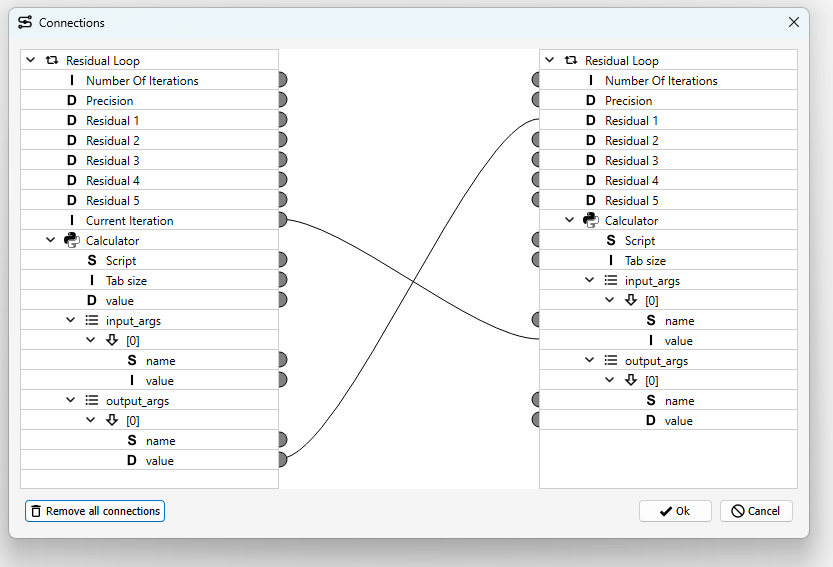 Connections
Residual Loop
I Number Of Iterations
D Precision
D Residual 1
D Residual 2
D Residual 3
D Residual 4
D Residual 5
I Current Iteration
Calculator
S Script
I Tab size
D value
input_args
[0]
S name
I value
output_args
[0]
S name
D value
Residual Loop
I Number Of Iterations
D Precision
D Residual 1
D Residual 2
D Residual 3
D Residual 4
D Residual 5
Calculator
S Script
I Tab size
input_args
[0]
S name
I value
output_args
[0]
S name
D value
Remove all connections
Ok
Cancel